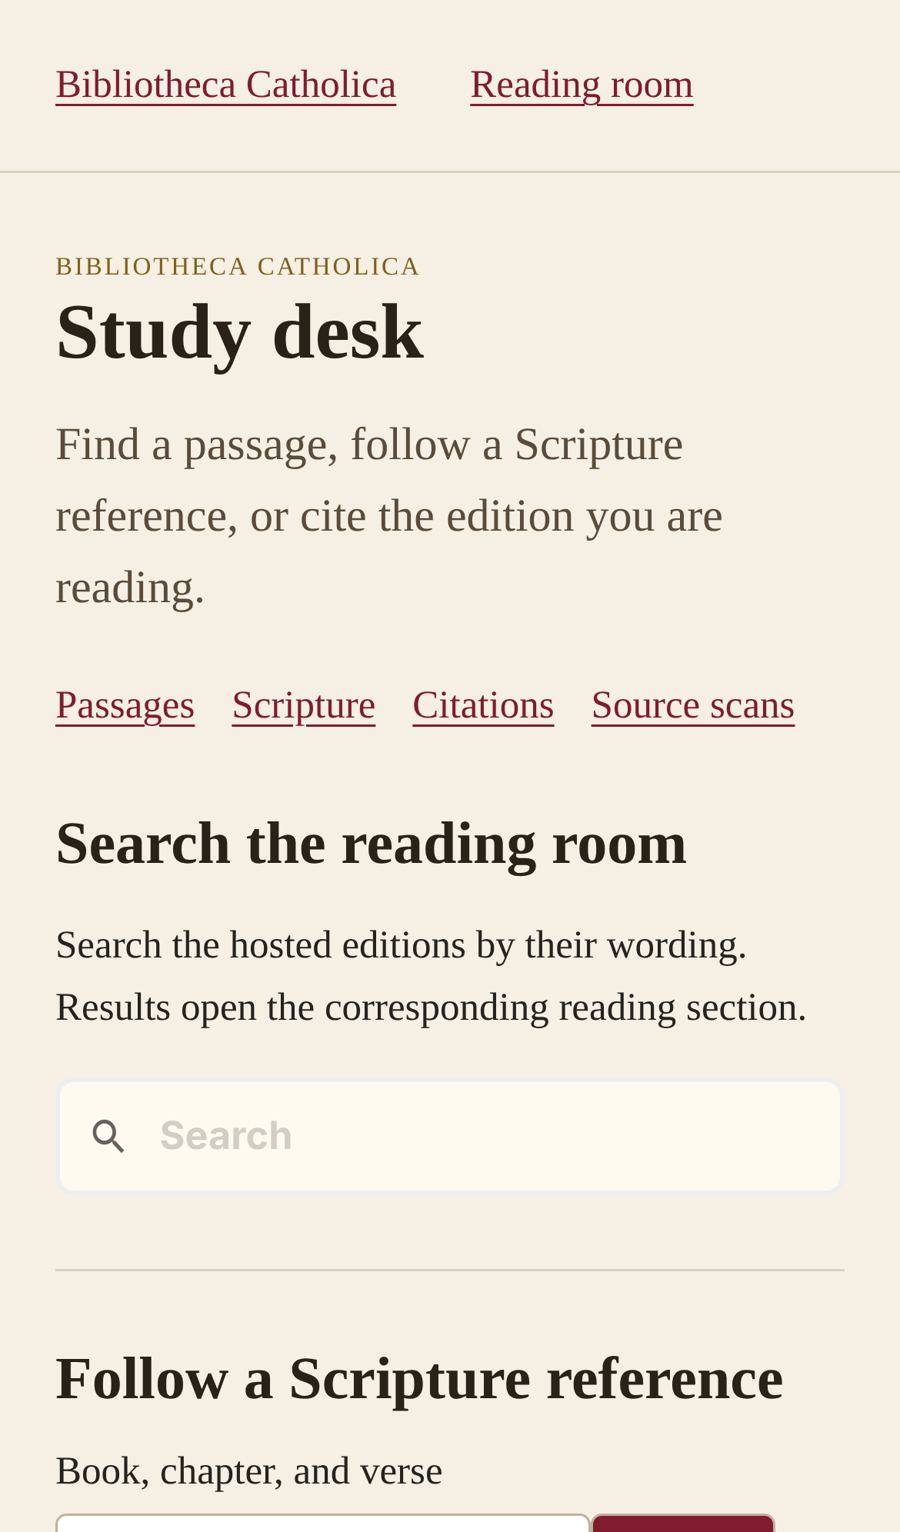 Bibliotheca Catholica Reading room
BIBLIOTHECA CATHOLICA
Study desk
Find a passage, follow a Scripture
reference, or cite the edition you are
reading.
Passages Scripture Citations Source scans
Search the reading room
Search the hosted editions by their wording.
Results open the corresponding reading section.
Search
Follow a Scripture reference
Book, chapter, and verse